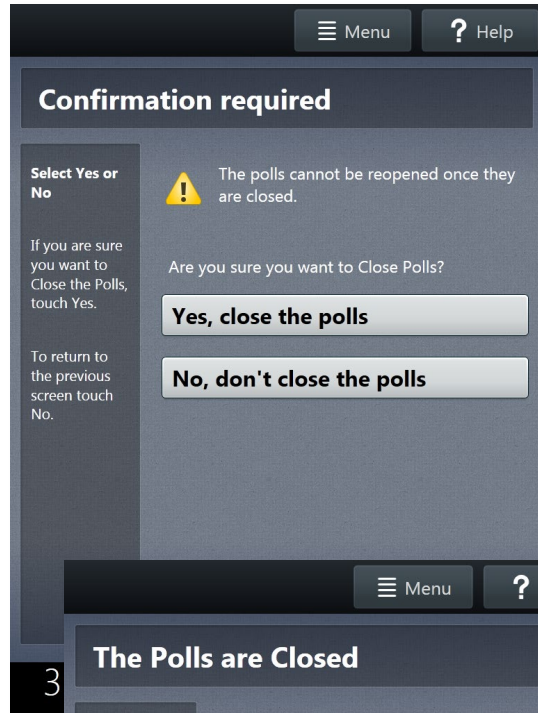 Menu
? Help
Confirmation required
Select Yes or
No
The polls cannot be reopened once they
are closed.
If you are sure
you want to
Close the Polls,
touch Yes.
Are you sure you want to Close Polls?
Yes, close the polls
No, don't close the polls
To return to
the previous
screen touch
No.
Menu
?
The Polls are Closed
3